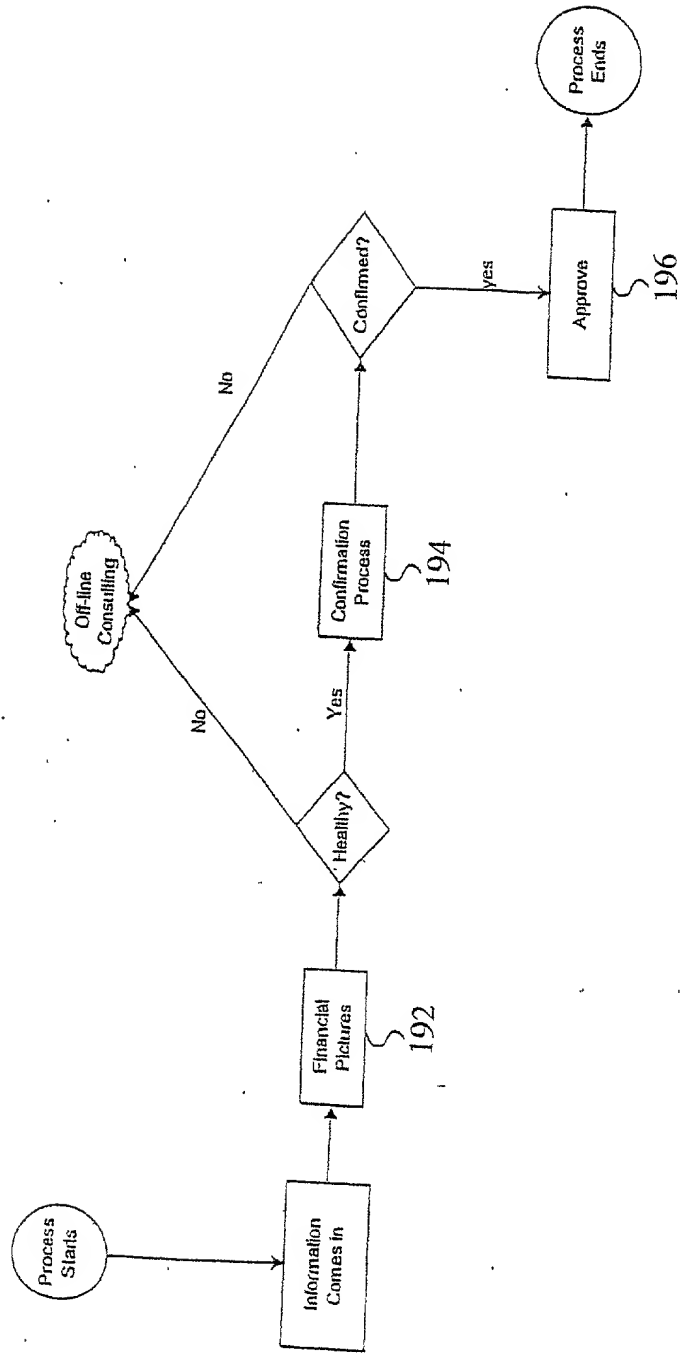 Process
Starts
Information
Comes in
Financial
Pictures
192
Healthy?
No
Yes
Off-line
Consulting
Confirmation
Process
194
No
Confirmed?
yes
Approve
196
Process
Ends